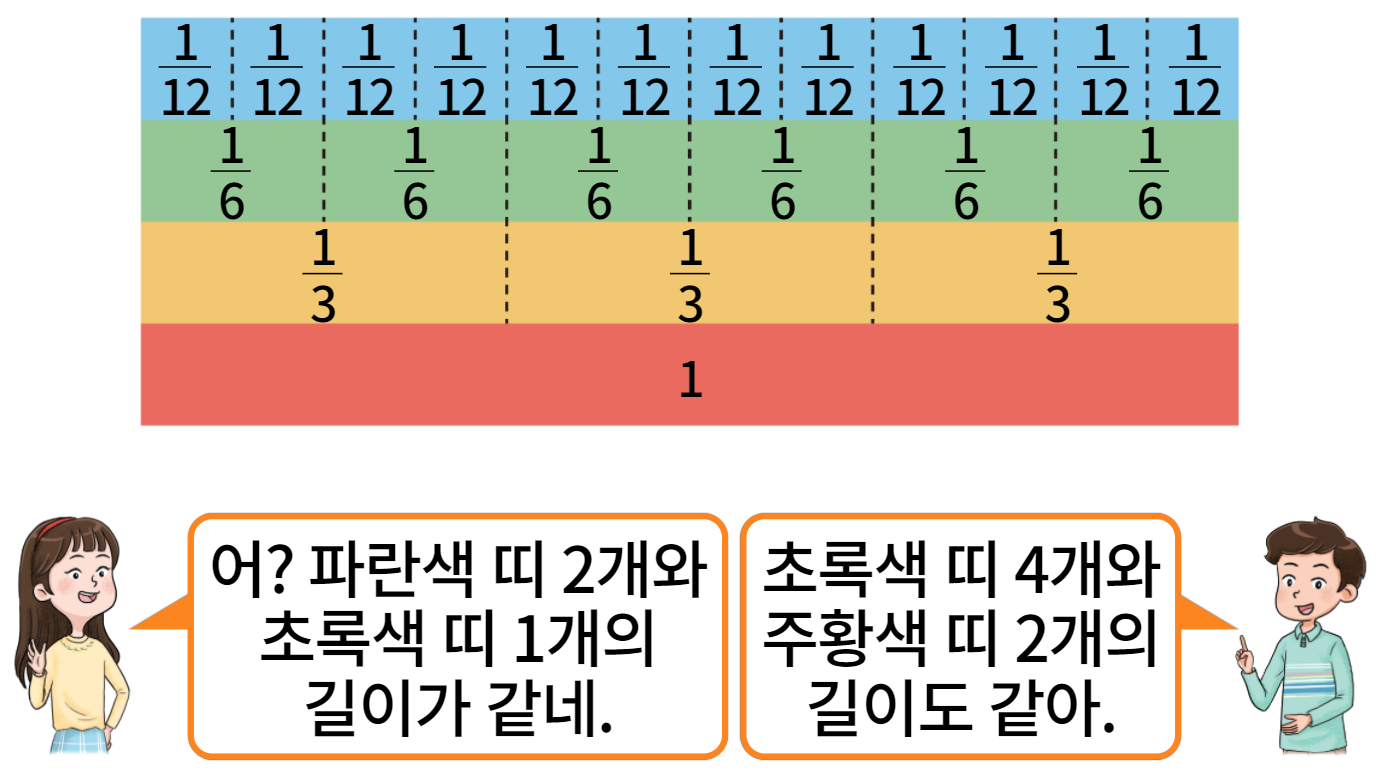 1/12 1/12 1/12 1/12 1/12 1/12 1/12 1/12 1/12 1/12 1/12 1/12
1/6 1/6 1/6 1/6 1/6 1/6
1/3 1/3 1/3
1
어? 파란색 띠 2개와
초록색 띠 1개의
길이가 같네.
초록색 띠 4개와
주황색 띠 2개의
길이도 같아.